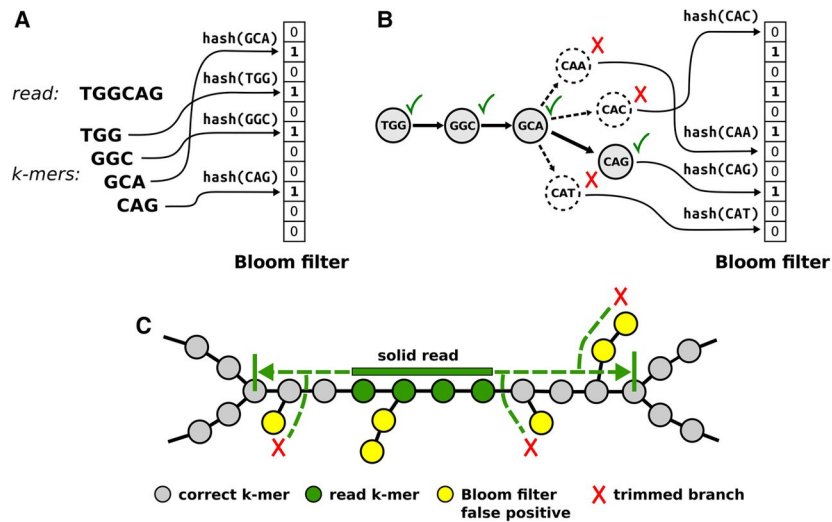 A
read: TGGCAG
k-mers:
TGG
GGC
GCA
CAG
hash(GCA)
hash(TGG)
hash(GGC)
hash(CAG)
0
1
0
1
0
1
0
0
1
0
0
Bloom filter
B
TGG
GGC
GCA
CAA
CAC
CAG
CAT
hash(CAC)
hash(CAA)
hash(CAG)
hash(CAT)
0
1
0
1
0
1
0
0
1
0
0
Bloom filter
C
solid read
correct k-mer
read k-mer
Bloom filter
false positive
trimmed branch